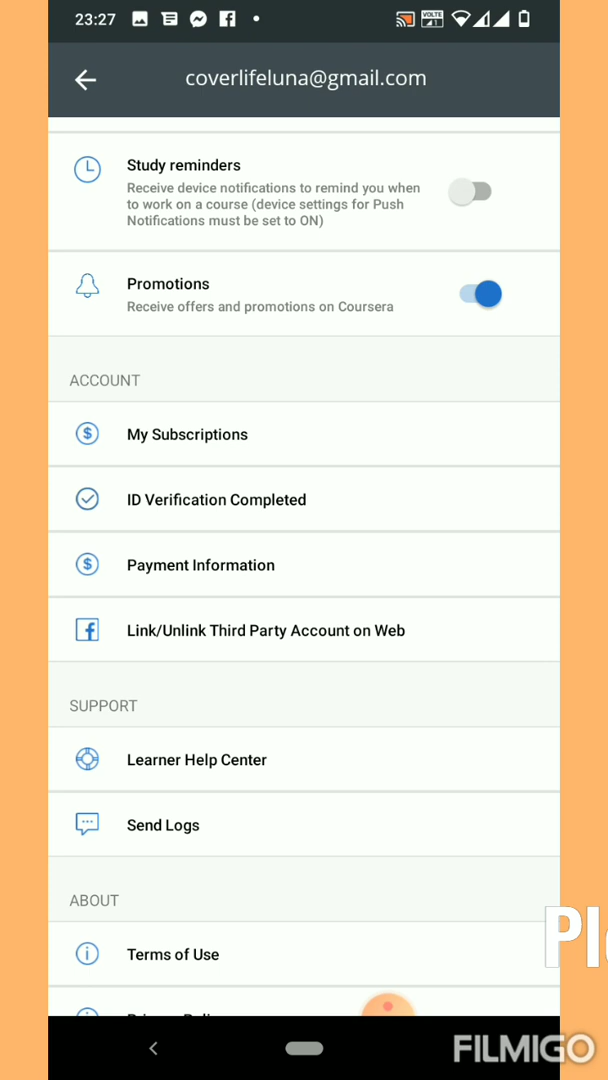 23:27
VOLTE
coverlifeluna@gmail.com
Study reminders
Receive device notifications to remind you when
to work on a course (device settings for Push
Notifications must be set to ON)
Promotions
Receive offers and promotions on Coursera
ACCOUNT
My Subscriptions
ID Verification Completed
Payment Information
Link/Unlink Third Party Account on Web
SUPPORT
Learner Help Center
Send Logs
ABOUT
Terms of Use
FILMIGO